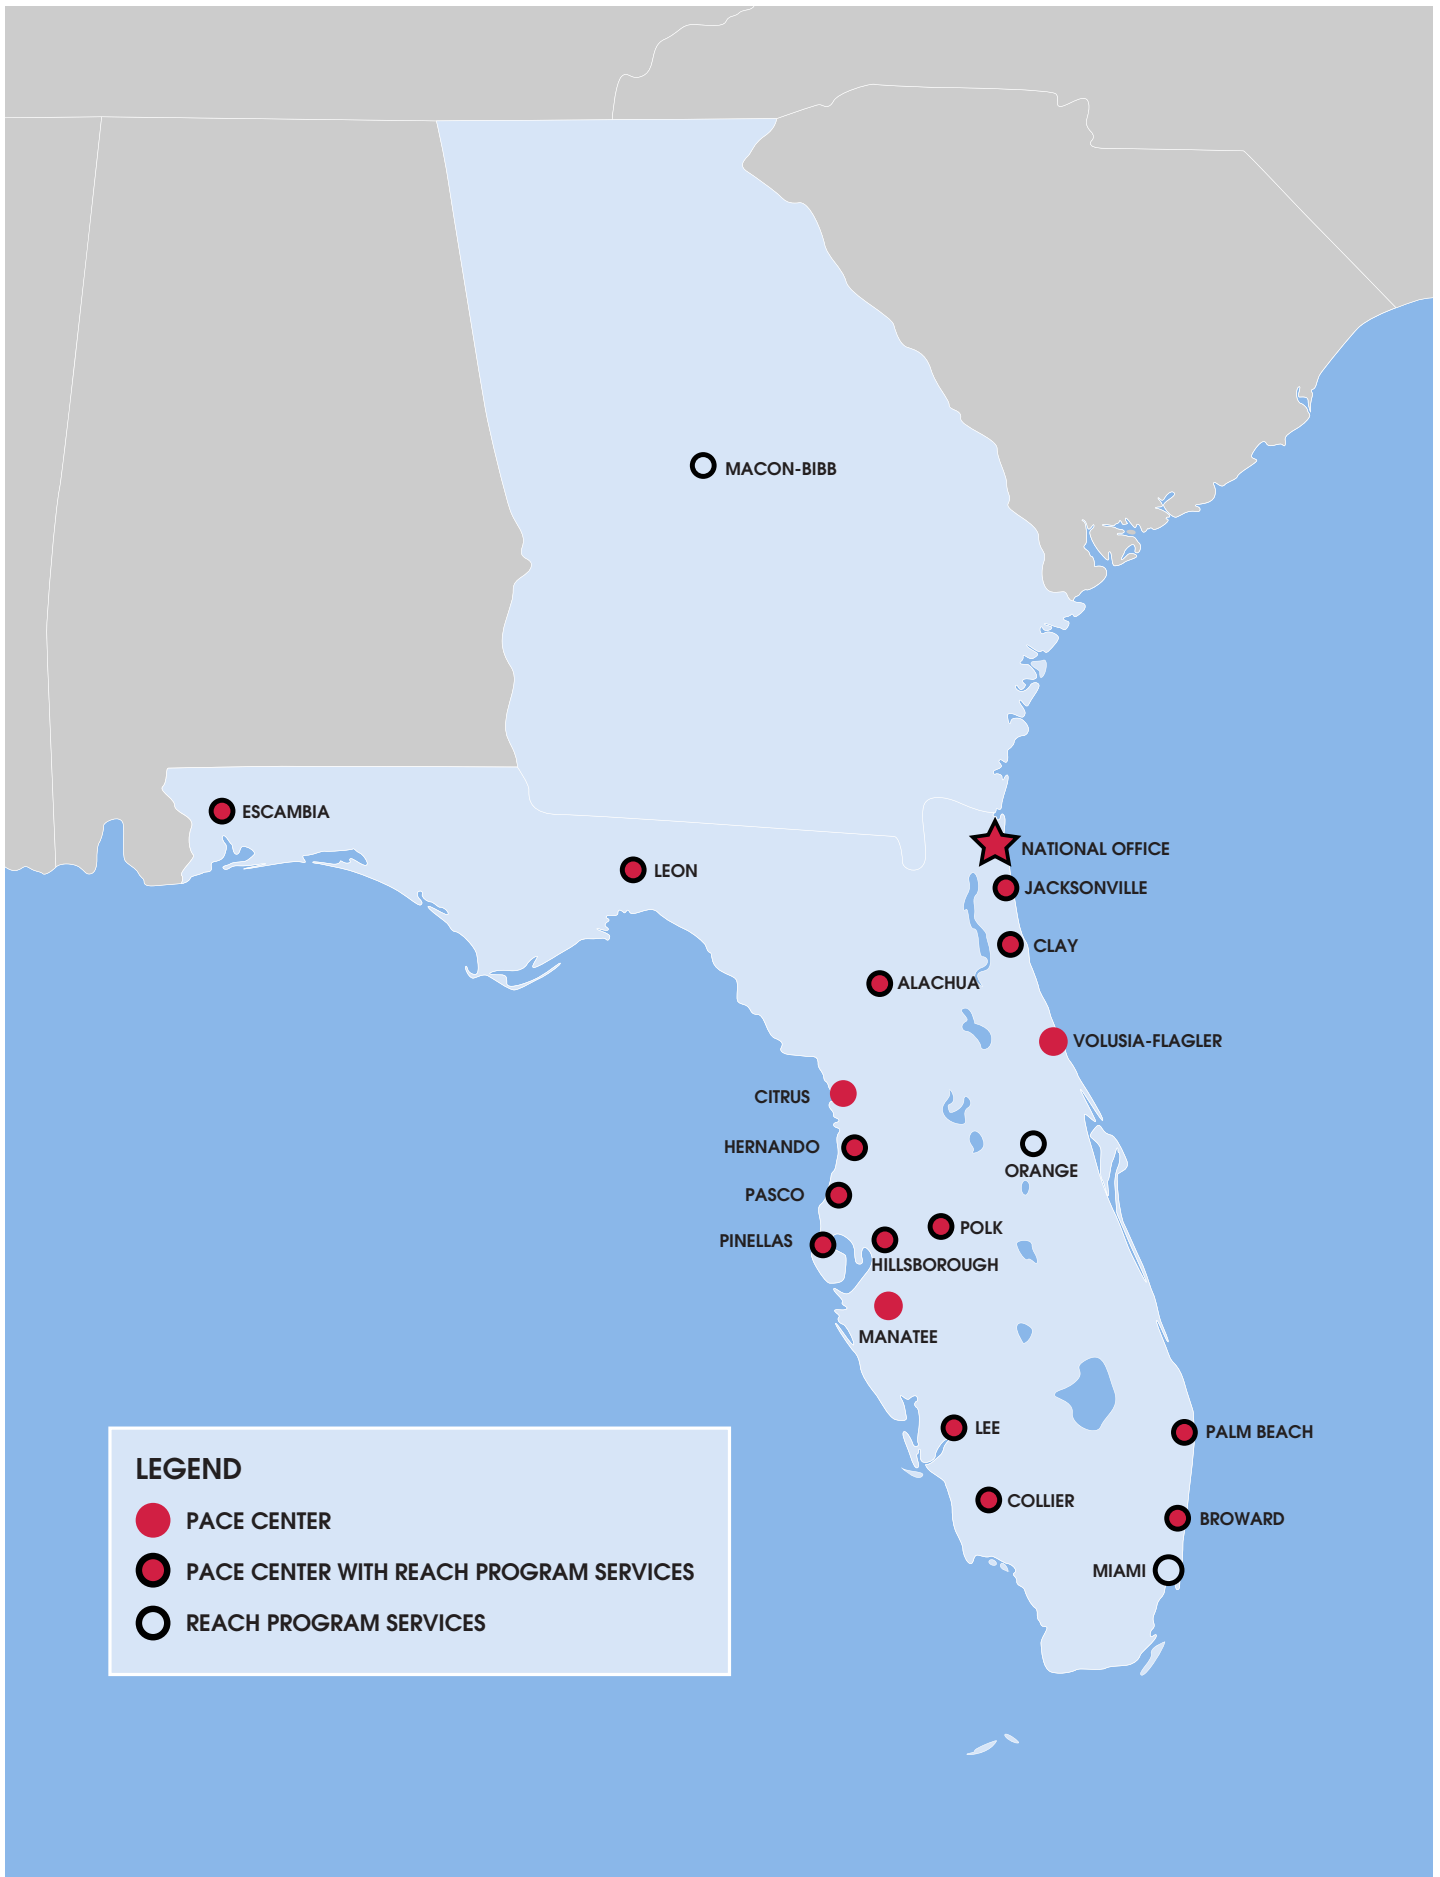 MACON-BIBB
ESCAMBIA
NATIONAL OFFICE
LEON
JACKSONVILLE
CLAY
ALACHUA
VOLUSIA-FLAGLER
CITRUS
HERNANDO
ORANGE
PASCO
POLK
PINELLAS
HILLSBOROUGH
MANATEE
LEE
PALM BEACH
COLLIER
BROWARD
MIAMI
LEGEND
PACE CENTER
PACE CENTER WITH REACH PROGRAM SERVICES
REACH PROGRAM SERVICES